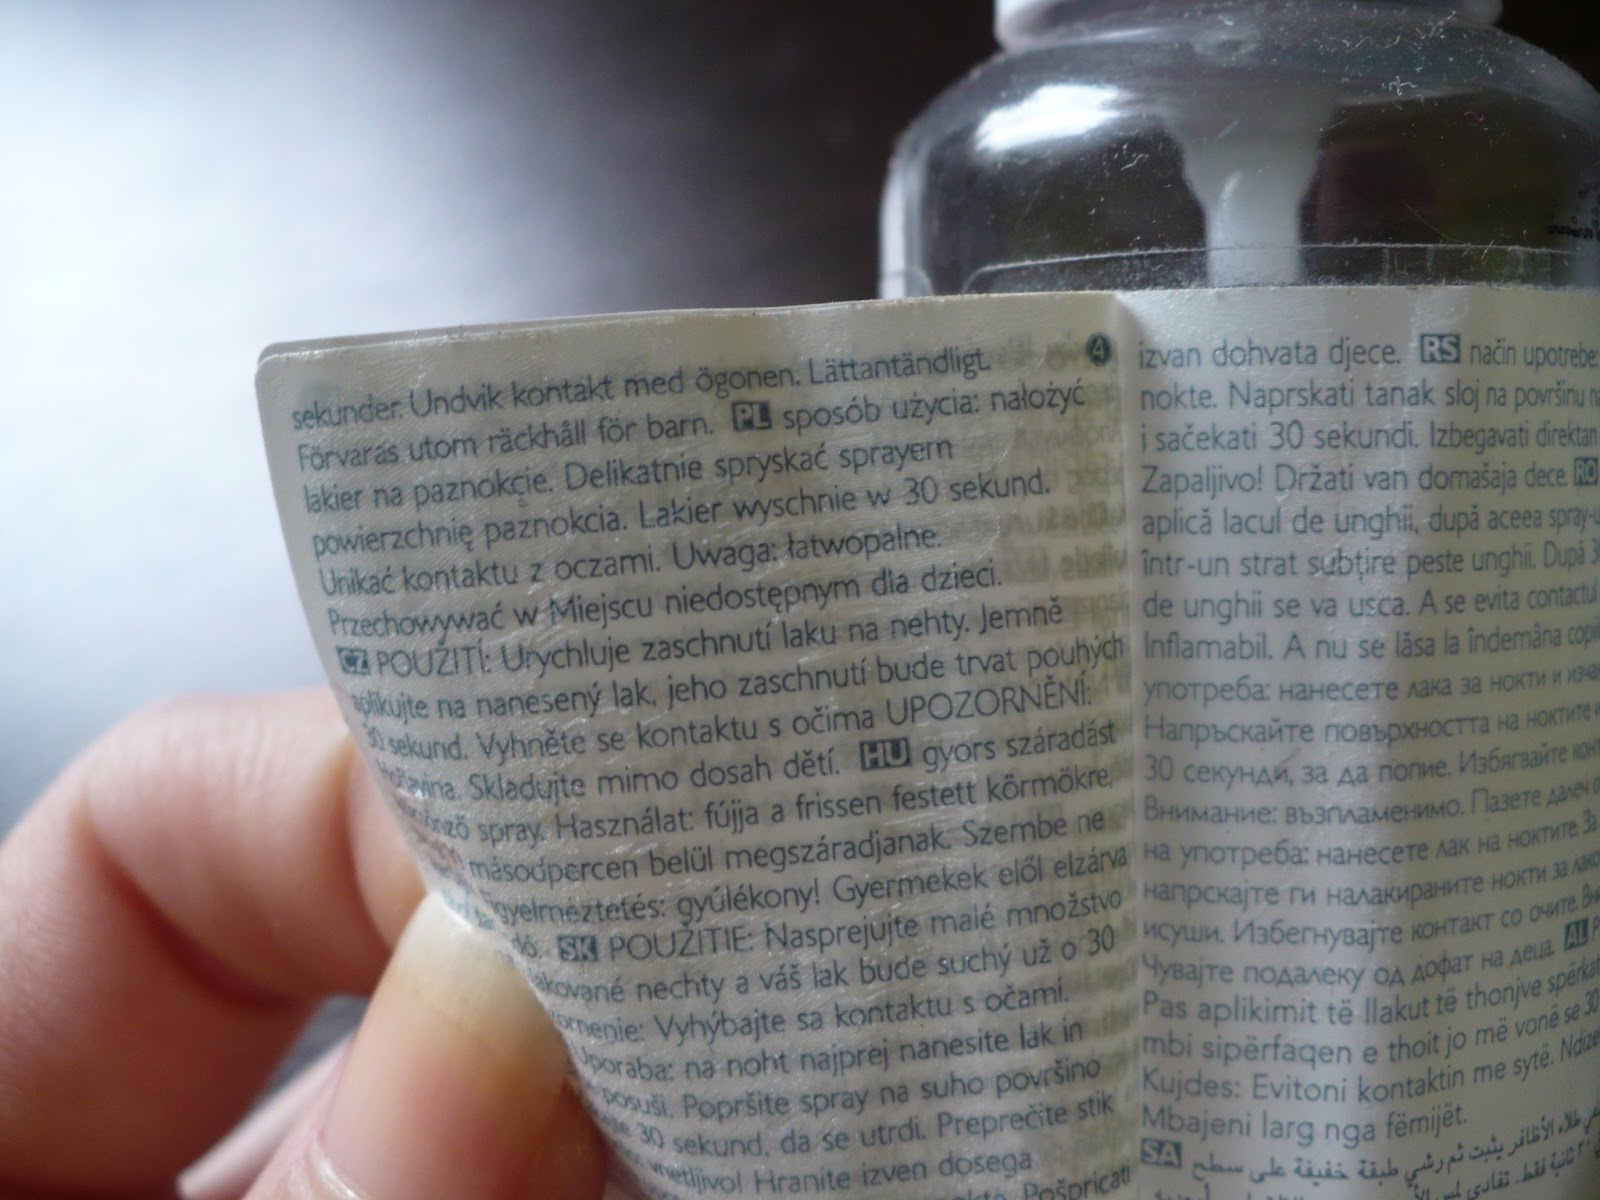 sekunder. Undvik kontakt med ögonen. Lättantändligt. 4
Förvaras utom räckhåll för barn. PL sposób użycia: nałożyć
lakier na paznokcie. Delikatnie spryskać sprayem
powierzchnię paznokcia. Lakier wyschnie w 30 sekund.
Unikać kontaktu z oczami. Uwaga: łatwopalne.
Przechowywać w Miejscu niedostępnym dla dzieci.
CZ POUŽITÍ: Urychluje zaschnutí laku na nehty. Jemně
aplikujte na nanesený lak, jeho zaschnutí bude trvat pouhých
30 sekund. Vyhněte se kontaktu s očima UPOZORNĚNÍ:
Skladujte mimo dosah dětí. HU gyors száradást
spray. Használat: fújja a frissen festett körmökre,
másodpercen belül megszáradjanak. Szembe ne
gyúlékony! Gyermekek elől elzárva
SK POUŽITIE: Nasprejujte malé množstvo
nechty a váš lak bude suchý už o 30
Vyhýbajte sa kontaktu s očami.
Uporaba: na noht najprej nanesite lak in
posuši. Popršite spray na suho površino
30 sekund, da se utrdi. Preprečite stik
Hranite izven dosega
Pošpricati
izvan dohvata djece. RS način
nokte. Naprskati tanak sloj na površinu
i sačekati 30 sekundi. Izbegavati direktan
Zapaljivo! Držati van domašaja dece. RO
aplică lacul de unghii, după aceea
într-un strat subțire peste unghii. După
de unghii se va usca. A se evita contactul
Inflamabil. A nu se lăsa la îndemâna
употреба: нанесете лака за нокти и
Напръскайте повърхността на ноктите
30 секунди, за да попие. Избягвайте
Внимание: възпламенимо. Пазете далеч
на употреба: нанесете лак на ноктите. За
напрскајте ги налакираните нокти за
исуши. Избегнувајте контакт со очите.
Чувајте подалеку од дофат на деца. AL
Pas aplikimit të llakut të thonjve
mbi sipërfaqen e thoit jo më vonë se 30
Kujdes: Evitoni kontaktin me sytë.
Mbajeni larg nga fëmijët.
SA طبقة خفيفة على سطح